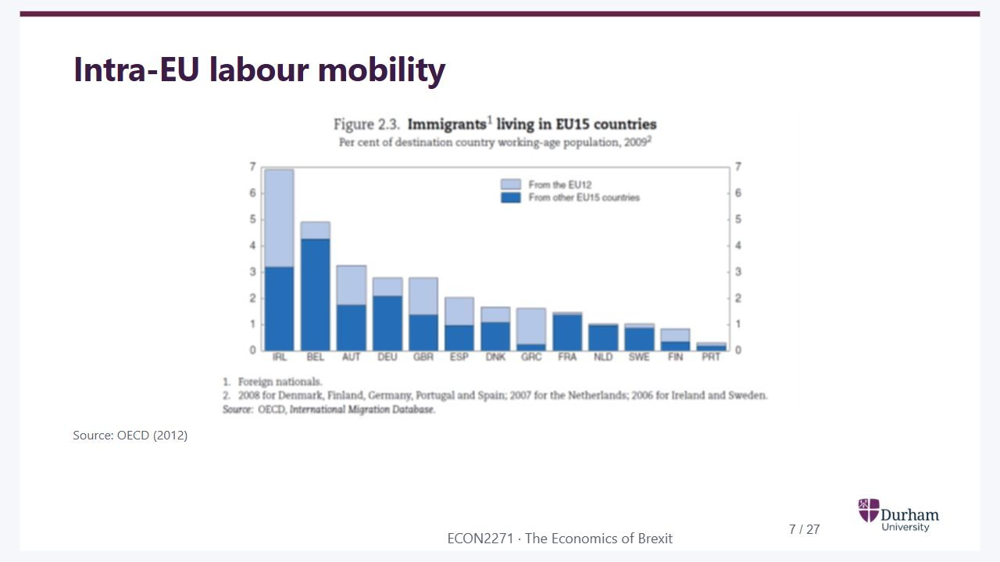 Intra-EU labour mobility
Figure 2.3. Immigrants¹ living in EU15 countries
Per cent of destination country working-age population, 2009²
7 7
6 6
5 5
4 4
3 3
2 2
1 1
0 0
From the EU12
From other EU15 countries
IRL BEL AUT DEU GBR ESP DNK GRC FRA NLD SWE FIN PRT
1. Foreign nationals.
2. 2008 for Denmark, Finland, Germany, Portugal and Spain; 2007 for the Netherlands; 2006 for Ireland and Sweden.
Source: OECD, International Migration Database.
Source: OECD (2012)
ECON2271 · The Economics of Brexit
7 / 27
Durham
University